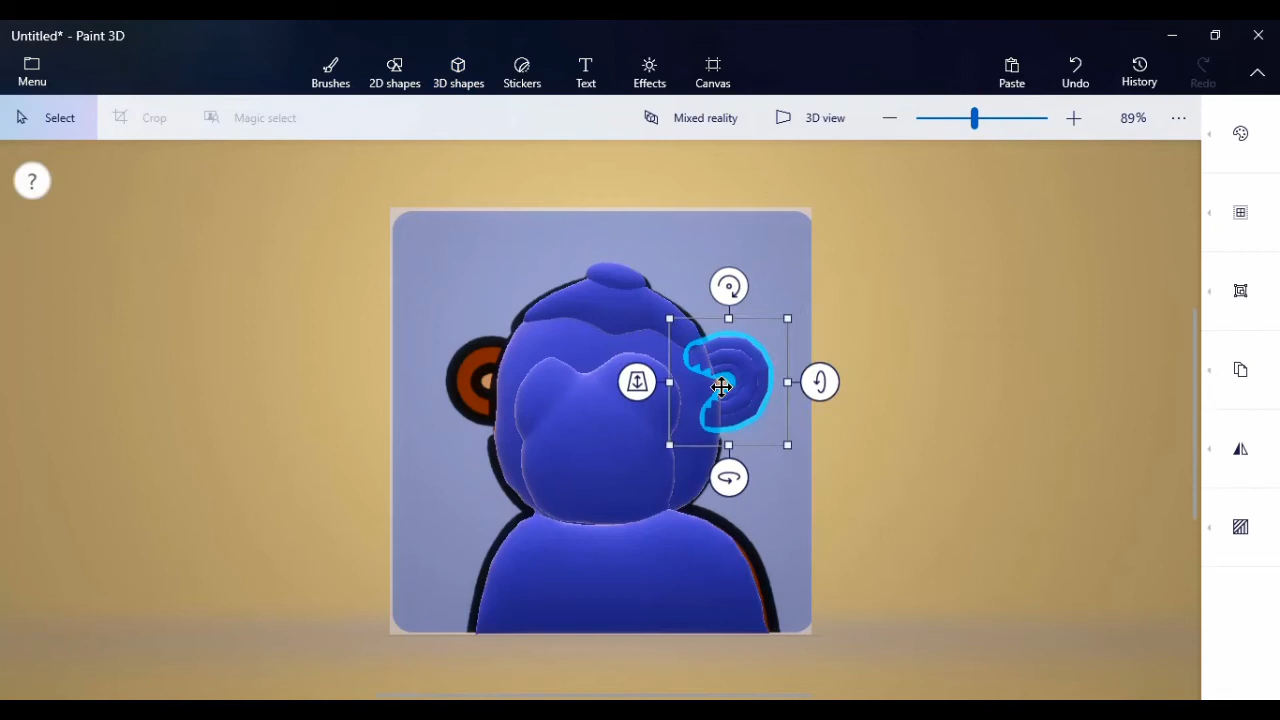 Untitled* - Paint 3D
Menu
Brushes
2D shapes
3D shapes
Stickers
Text
Effects
Canvas
Paste
Undo
History
Redo
Select
Crop
Magic select
Mixed reality
3D view
89%
?